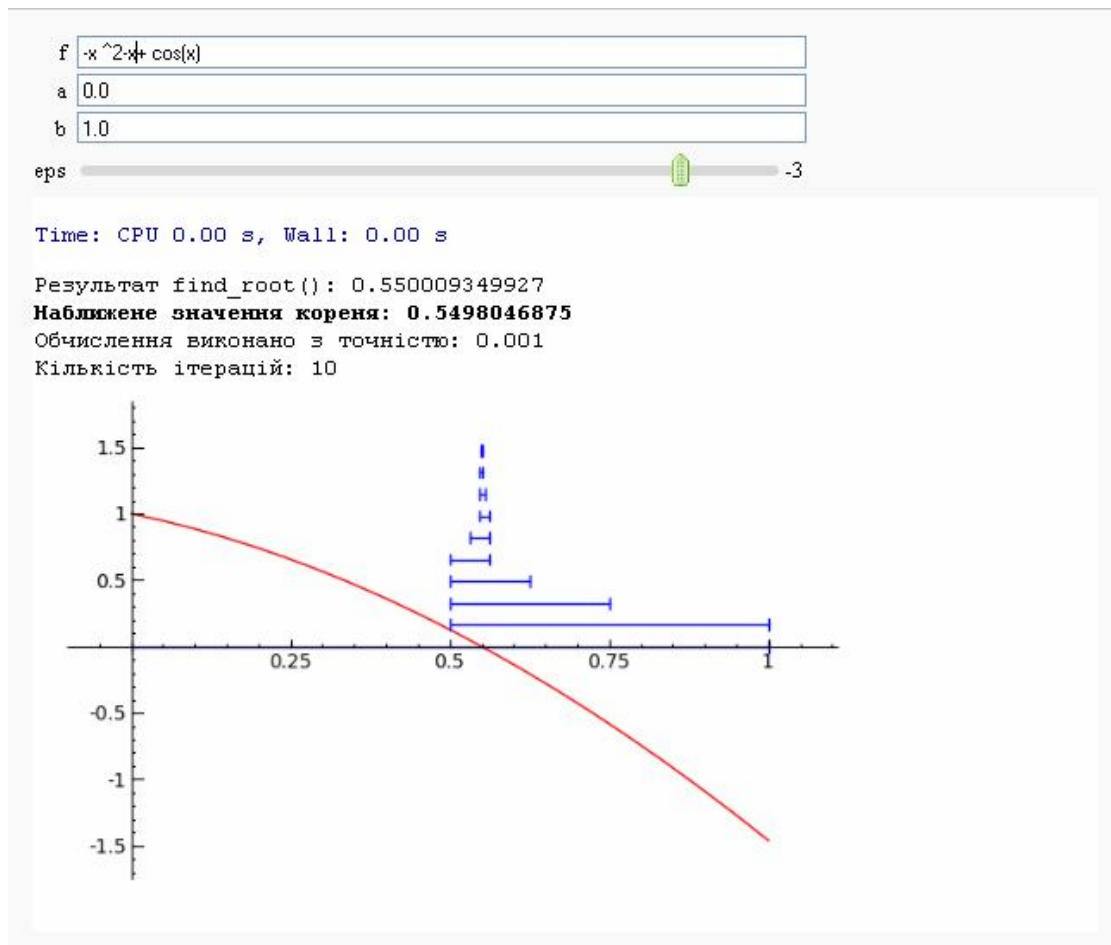 f -x ^2-x+ cos(x)
a 0.0
b 1.0
eps -3
Time: CPU 0.00 s, Wall: 0.00 s
Результат find_root(): 0.550009349927
Наближене значення кореня: 0.5498046875
Обчислення виконано з точністю: 0.001
Кількість ітерацій: 10
1.5
1
0.5
0.25 0.5 0.75 1
-0.5
-1
-1.5